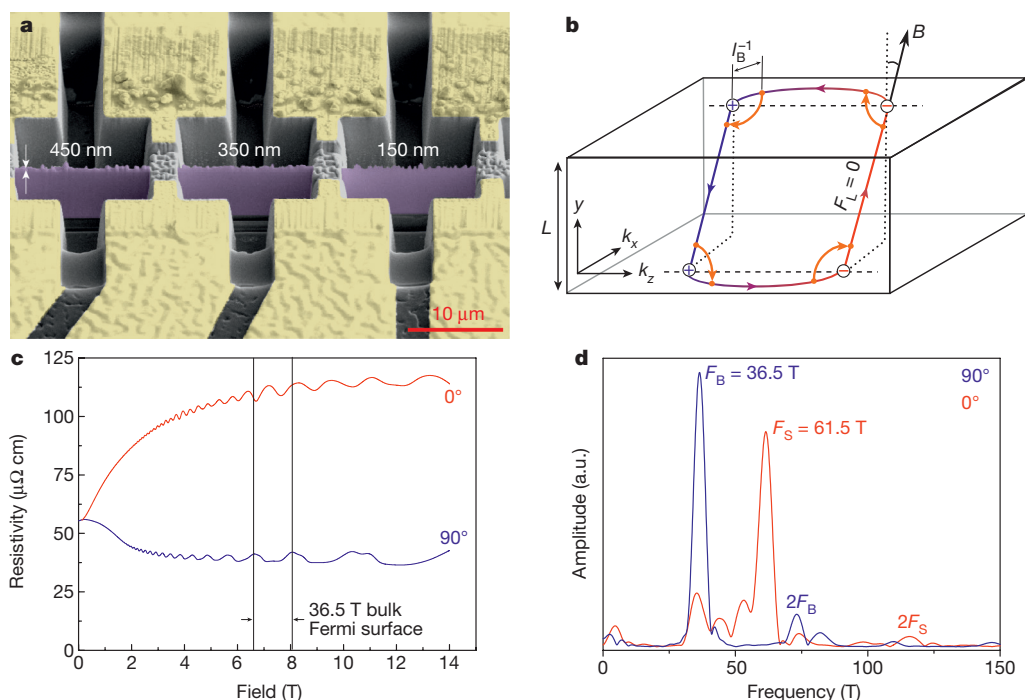 a
450 nm
350 nm
150 nm
10 μm
b
l_B^{-1}
B
L
y
k_x
k_z
F_L = 0
+
−
+
−
c
125
100
75
50
25
0
Resistivity (μΩ cm)
0°
90°
36.5 T bulk
Fermi surface
0 2 4 6 8 10 12 14
Field (T)
d
F_B = 36.5 T
90°
0°
F_S = 61.5 T
Amplitude (a.u.)
2F_B
2F_S
0 50 100 150
Frequency (T)